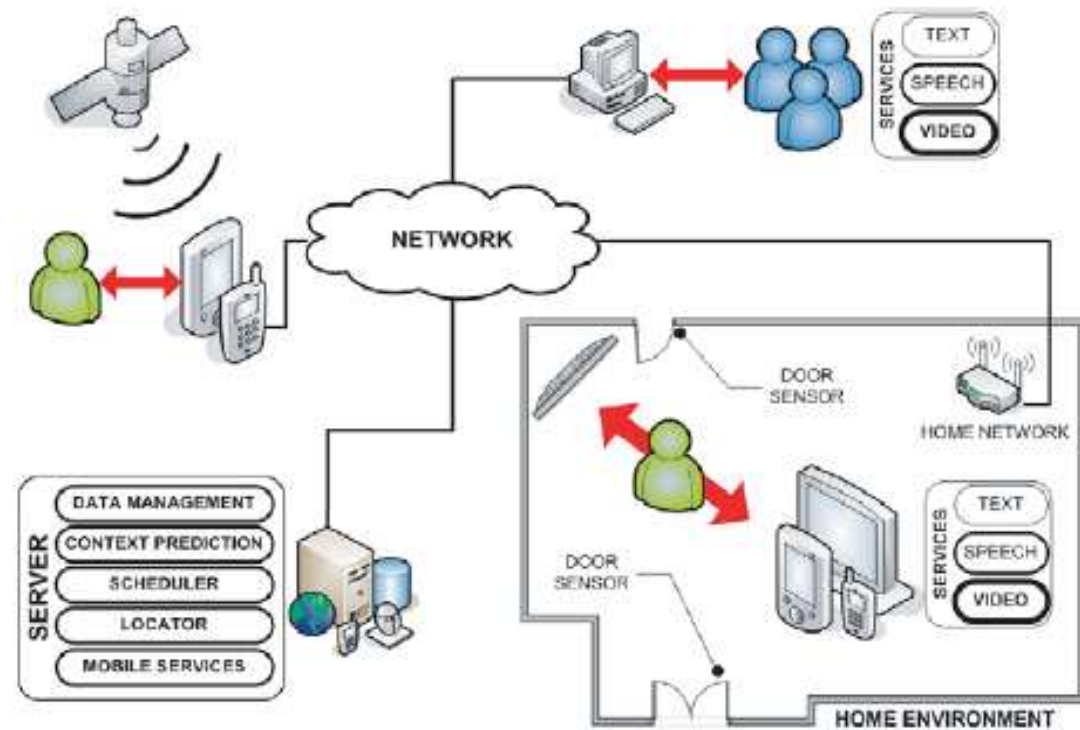 SERVICES
TEXT
SPEECH
VIDEO
NETWORK
DOOR
SENSOR
HOME NETWORK
SERVER
DATA MANAGEMENT
CONTEXT PREDICTION
SCHEDULER
LOCATOR
MOBILE SERVICES
DOOR
SENSOR
SERVICES
TEXT
SPEECH
VIDEO
HOME ENVIRONMENT